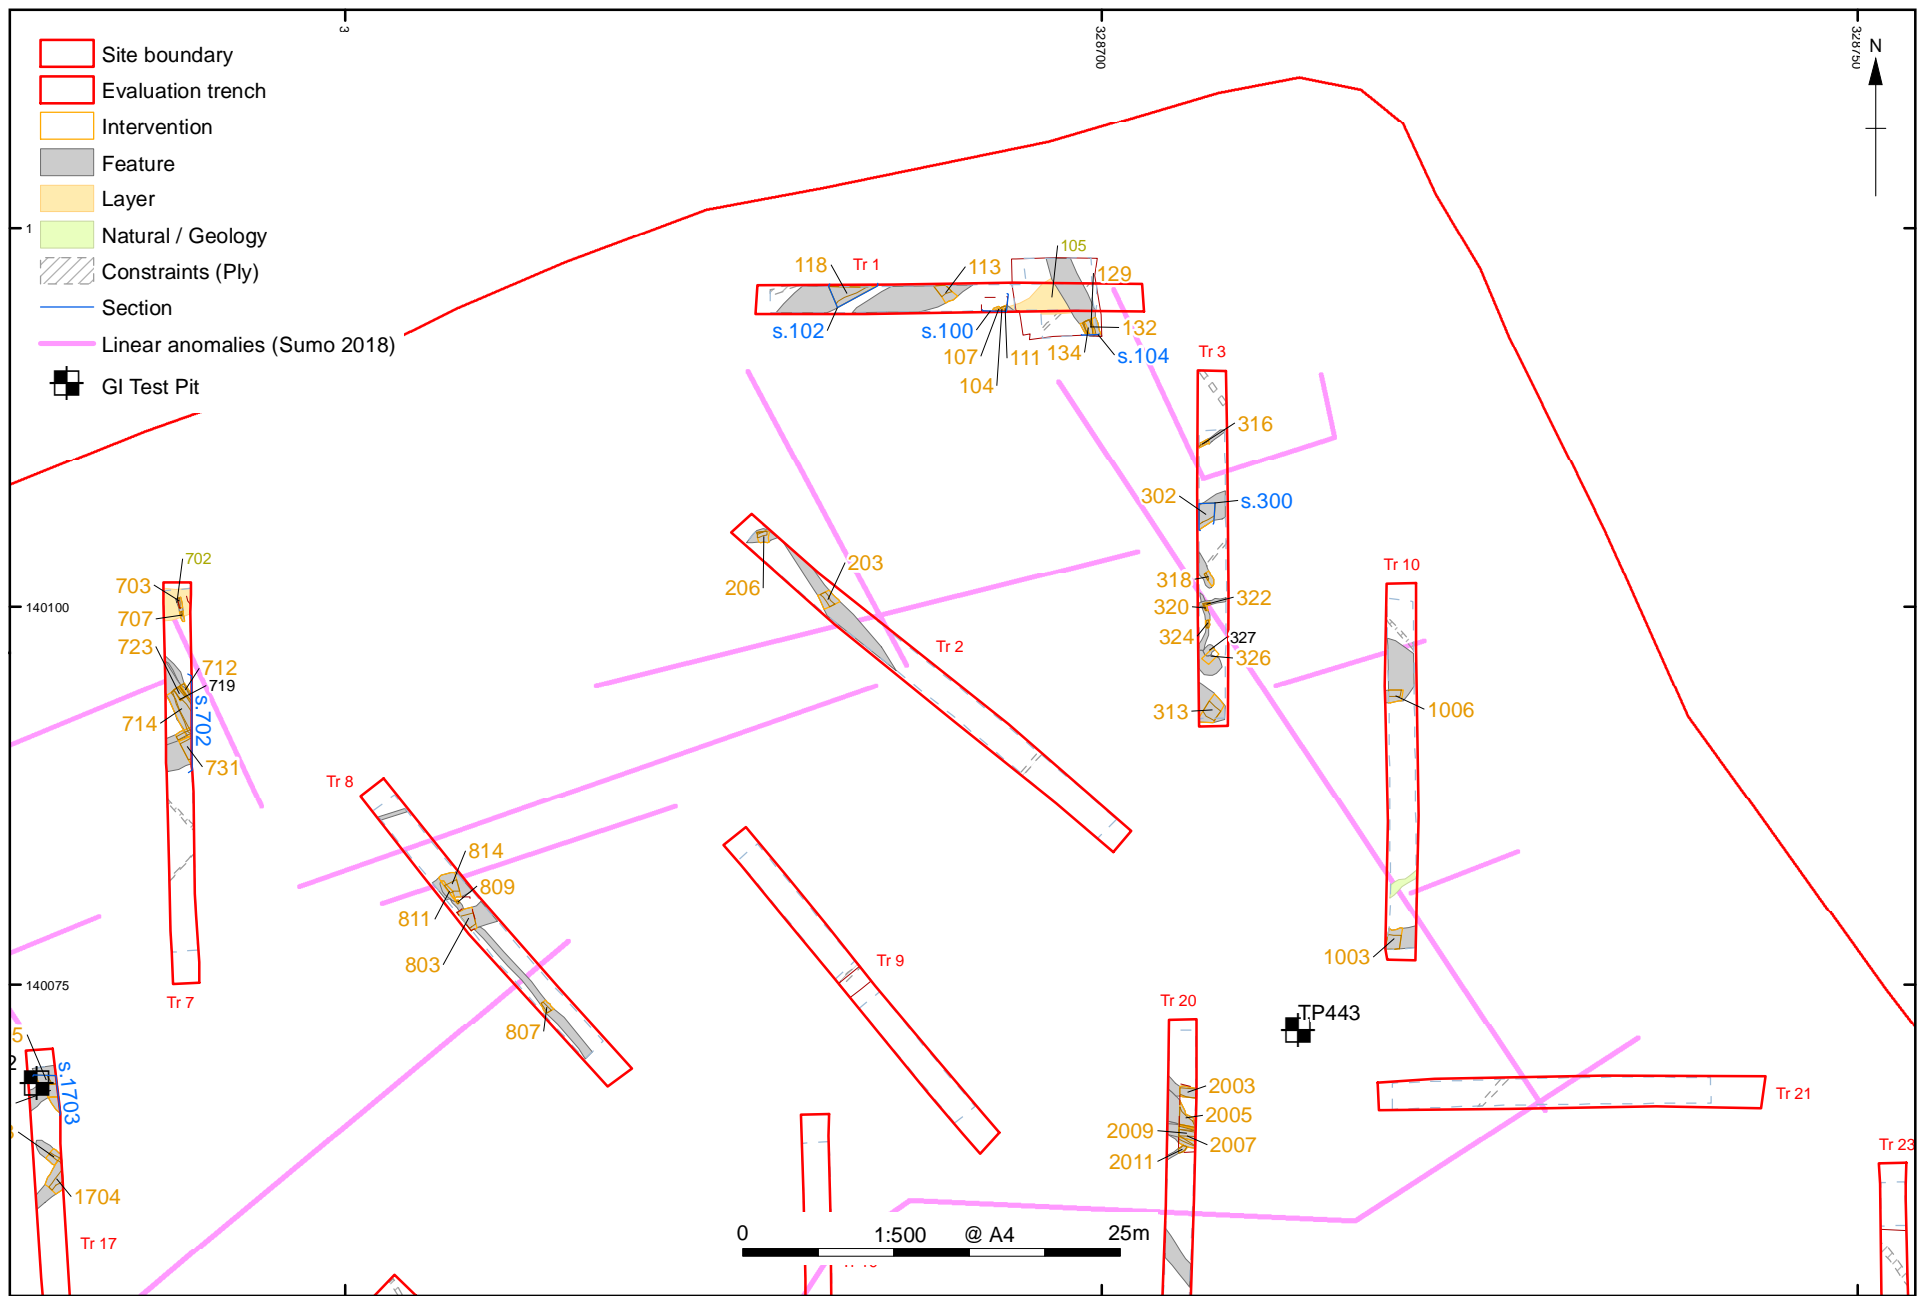 3
328700
328750
N
Site boundary
Evaluation trench
Intervention
Feature
Layer
Natural / Geology
Constraints (Ply)
Section
Linear anomalies (Sumo 2018)
GI Test Pit
1
140100
140075
118
Tr 1
113
105
129
s.102
s.100
107
104
111
134
132
s.104
Tr 3
316
302
s.300
318
320
322
324
327
326
313
Tr 10
1006
1003
206
203
Tr 2
702
703
707
723
712
719
714
s.702
731
Tr 7
Tr 8
814
809
811
803
807
Tr 9
Tr 20
TP443
2003
2005
2009
2007
2011
Tr 21
Tr 23
5
2
s.1703
1704
Tr 17
0
1:500
@ A4
25m